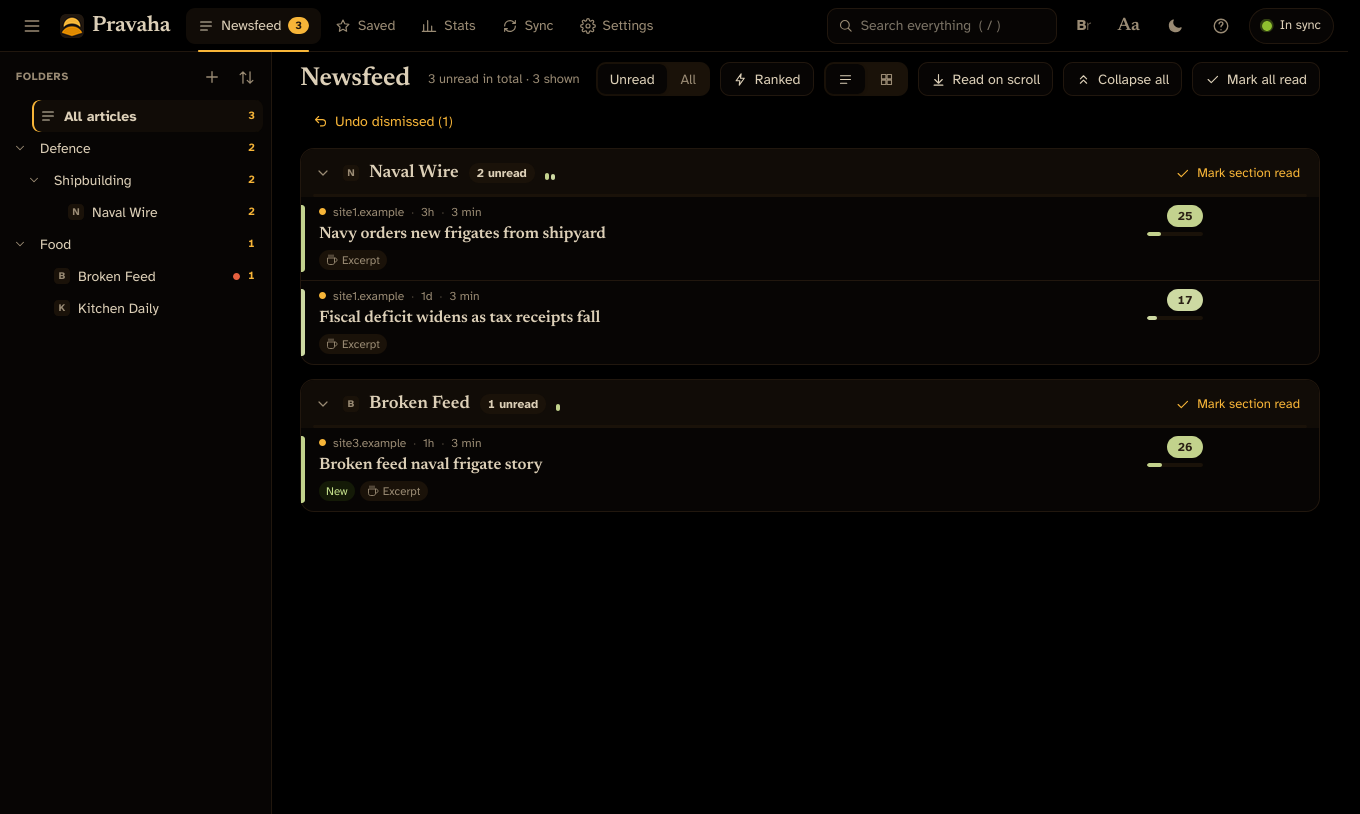 Pravaha Newsfeed 3 Saved Stats Sync Settings Search everything ( / ) Br Aa In sync
FOLDERS
All articles 3
Defence 2
Shipbuilding 2
N Naval Wire 2
Food 1
B Broken Feed 1
K Kitchen Daily
Newsfeed 3 unread in total · 3 shown Unread All Ranked Read on scroll Collapse all Mark all read
Undo dismissed (1)
N Naval Wire 2 unread Mark section read
site1.example · 3h · 3 min 25
Navy orders new frigates from shipyard
Excerpt
site1.example · 1d · 3 min 17
Fiscal deficit widens as tax receipts fall
Excerpt
B Broken Feed 1 unread Mark section read
site3.example · 1h · 3 min 26
Broken feed naval frigate story
New Excerpt